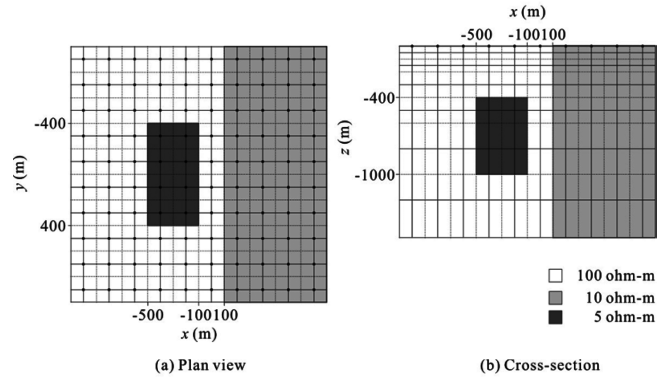 x (m)
-500
-100100
-400
400
y (m)
-500
-100100
x (m)
-400
-1000
z (m)
100 ohm-m
10 ohm-m
5 ohm-m
(a) Plan view
(b) Cross-section